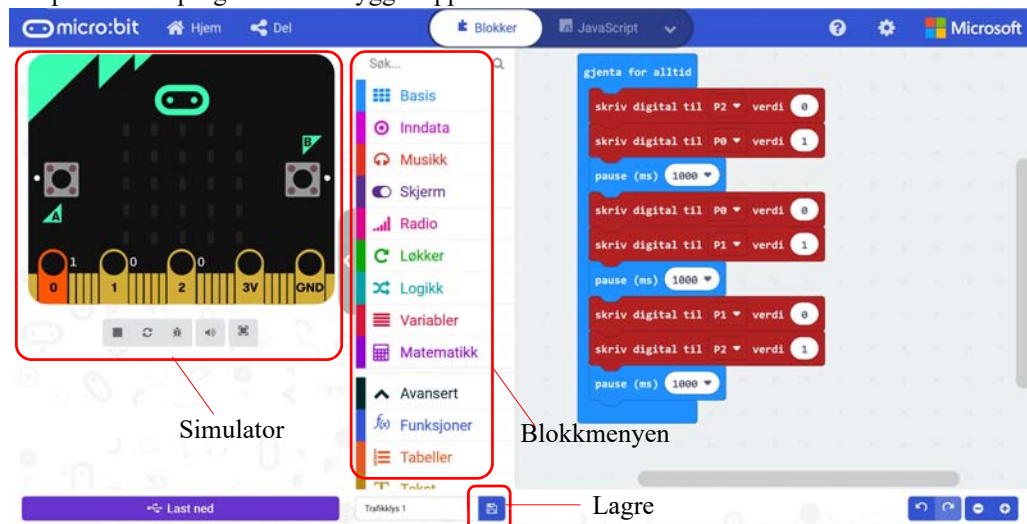 micro:bit Hjem Del Blokker JavaScript Microsoft
Søk...
Basis
Inndata
Musikk
Skjerm
Radio
Løkker
Logikk
Variabler
Matematikk
Avansert
f(x) Funksjoner
Tabeller
Tekst
B
A
1 0 0
0 1 2 3V GND
gjenta for alltid
skriv digital til P2 verdi 0
skriv digital til P0 verdi 1
pause (ms) 1000
skriv digital til P0 verdi 0
skriv digital til P1 verdi 1
pause (ms) 1000
skriv digital til P1 verdi 0
skriv digital til P2 verdi 1
pause (ms) 1000
Simulator
Blokkmenyen
Last ned
Trafikklys 1
Lagre